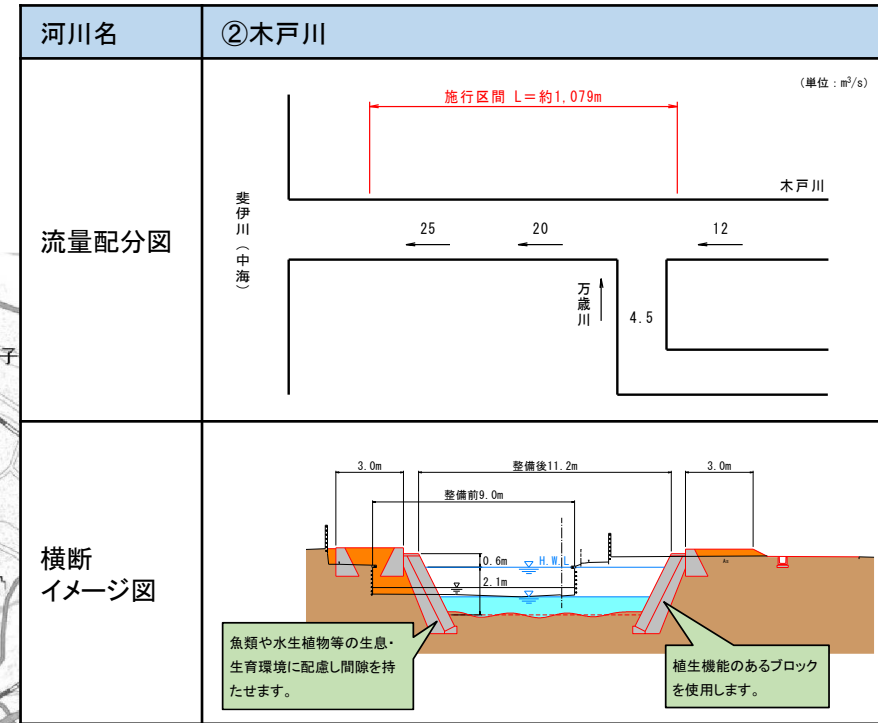 河川名
②木戸川
流量配分図
(単位：m³/s)
施行区間 L＝約1,079m
木戸川
斐伊川（中海）
25
20
12
万歳川
4.5
子
横断
イメージ図
3.0m
整備後11.2m
3.0m
整備前9.0m
0.6m
H.W.L
2.1m
As
魚類や水生植物等の生息・
生育環境に配慮し間隙を持
たせます。
植生機能のあるブロック
を使用します。